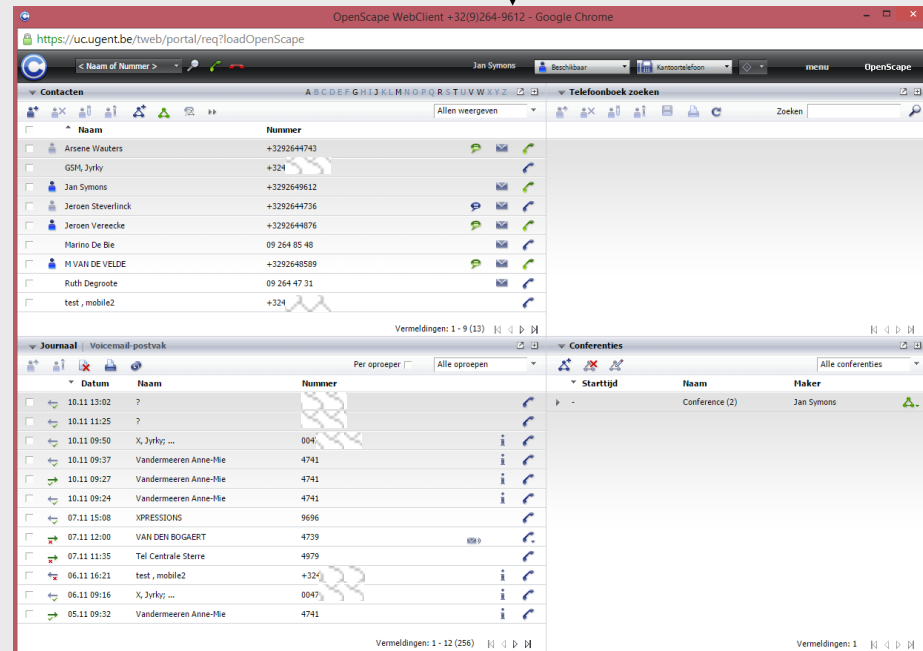 OpenScape WebClient +32(9)264-9612 - Google Chrome
https://uc.ugent.be/tweb/portal/req?loadOpenScape
< Naam of Nummer >
Jan Symons
Beschikbaar
Kantoortelefoon
menu
OpenScape
Contacten
A B C D E F G H I J K L M N O P Q R S T U V W X Y Z
Allen weergeven
Naam Nummer
Arsene Wauters +3292644743
GSM, Jyrky +324
Jan Symons +3292649612
Jeroen Steverlinck +3292644736
Jeroen Vereecke +3292644876
Marino De Bie 09 264 85 48
M VAN DE VELDE +3292648589
Ruth Degroote 09 264 47 31
test , mobile2 +324
Vermeldingen: 1 - 9 (13)
Telefoonboek zoeken
Zoeken
Journaal | Voicemail-postvak
Per oproeper
Alle oproepen
Datum Naam Nummer
10.11 13:02 ?
10.11 11:25 ?
10.11 09:50 X, Jyrky; ... 004
10.11 09:37 Vandermeeren Anne-Mie 4741
10.11 09:27 Vandermeeren Anne-Mie 4741
10.11 09:24 Vandermeeren Anne-Mie 4741
07.11 15:08 XPRESSIONS 9696
07.11 12:00 VAN DEN BOGAERT 4739
07.11 11:35 Tel Centrale Sterre 4979
06.11 16:21 test , mobile2 +324
06.11 09:16 X, Jyrky; ... 0047
05.11 09:32 Vandermeeren Anne-Mie 4741
Vermeldingen: 1 - 12 (256)
Conferenties
Alle conferenties
Starttijd Naam Maker
- Conference (2) Jan Symons
Vermeldingen: 1